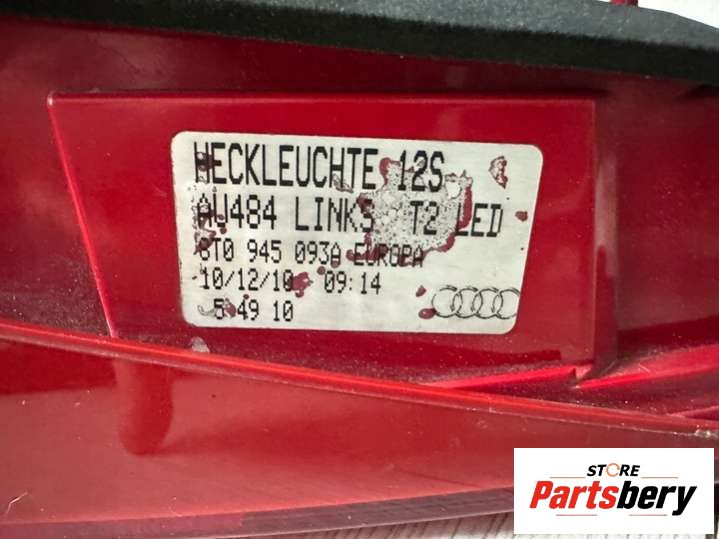 HECKLEUCHTE 12S
AU484 LINKS T2 LED
8T0 945 093A EUROPA
10/12/10 09:14
5 49 10
STORE
Partsbery